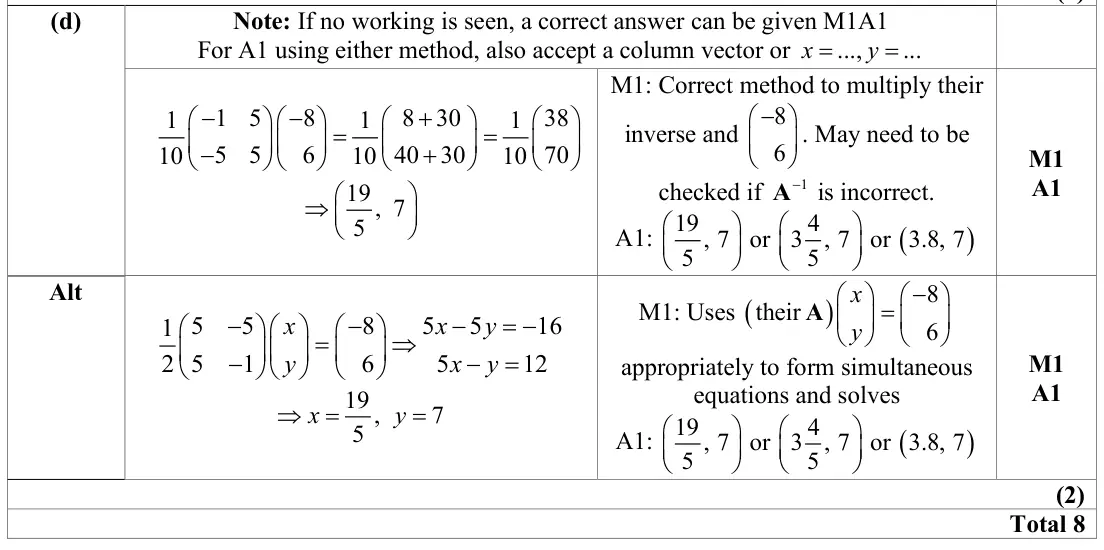 (d) Note: If no working is seen, a correct answer can be given M1A1
For A1 using either method, also accept a column vector or x = ..., y = ...
1/10 (−1 5; −5 5)(−8; 6) = 1/10 (8 + 30; 40 + 30) = 1/10 (38; 70)
⇒ (19/5, 7)
M1: Correct method to multiply their
inverse and (−8; 6). May need to be
checked if A⁻¹ is incorrect.
A1: (19/5, 7) or (3 4/5, 7) or (3.8, 7)
M1
A1
Alt
1/2 (5 −5; 5 −1)(x; y) = (−8; 6) ⇒ 5x − 5y = −16
5x − y = 12
⇒ x = 19/5, y = 7
M1: Uses (their A)(x; y) = (−8; 6)
appropriately to form simultaneous
equations and solves
A1: (19/5, 7) or (3 4/5, 7) or (3.8, 7)
M1
A1
(2)
Total 8